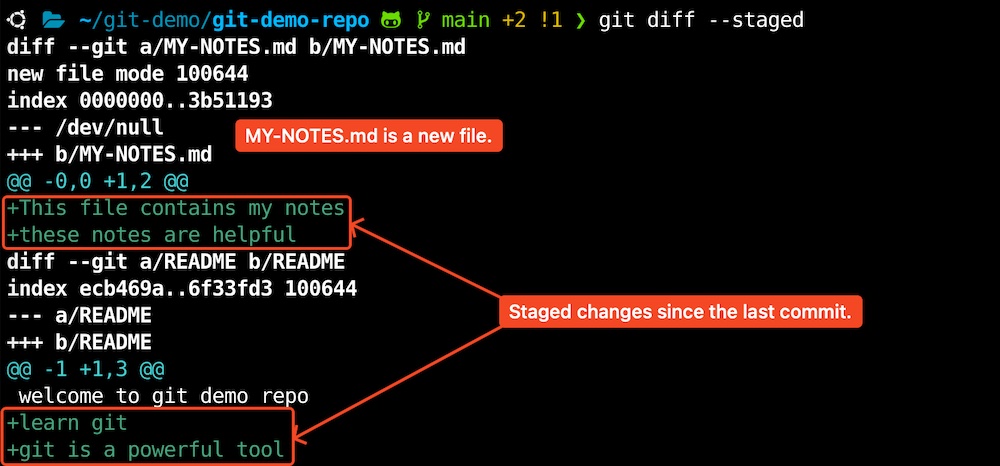 ~/git-demo/git-demo-repo main +2 !1 ❯ git diff --staged
diff --git a/MY-NOTES.md b/MY-NOTES.md
new file mode 100644
index 0000000..3b51193
--- /dev/null
MY-NOTES.md is a new file.
+++ b/MY-NOTES.md
@@ -0,0 +1,2 @@
+This file contains my notes
+these notes are helpful
diff --git a/README b/README
index ecb469a..6f33fd3 100644
Staged changes since the last commit.
--- a/README
+++ b/README
@@ -1 +1,3 @@
 welcome to git demo repo
+learn git
+git is a powerful tool